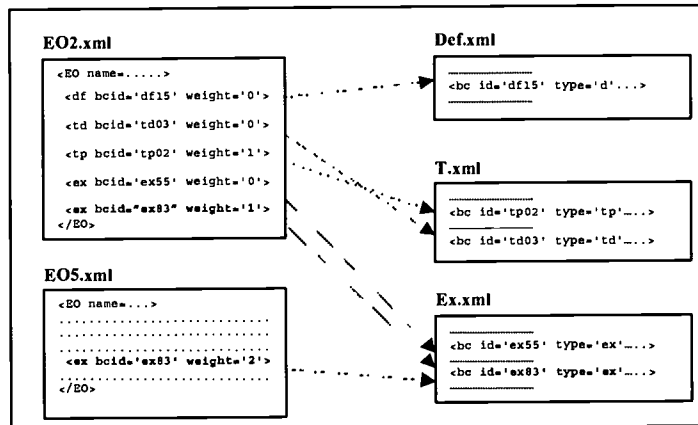 EO2.xml
<EO name=.....>
<df bcid='df15' weight='0'>
<td bcid='td03' weight='0'>
<tp bcid='tp02' weight='1'>
<ex bcid='ex55' weight='0'>
<ex bcid="ex83" weight='1'>
</EO>
EO5.xml
<EO name=...>
<ex bcid='ex83' weight='2'>
</EO>
Def.xml
<bc id='df15' type='d'...>
T.xml
<bc id='tp02' type='tp'…..>
<bc id='td03' type='td'…..>
Ex.xml
<bc id='ex55' type='ex'…..>
<bc id='ex83' type='ex'…..>